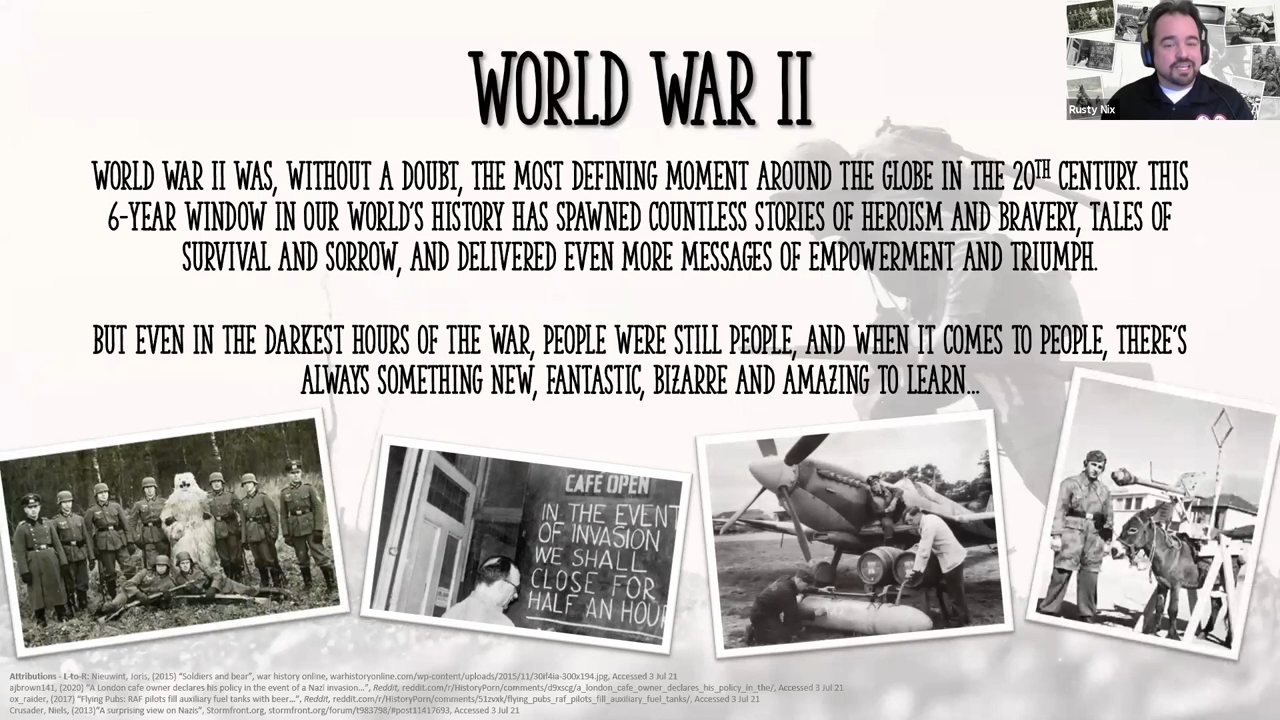 WORLD WAR II
Rusty Nix
WORLD WAR II WAS, WITHOUT A DOUBT, THE MOST DEFINING MOMENT AROUND THE GLOBE IN THE 20TH CENTURY. THIS
6-YEAR WINDOW IN OUR WORLD'S HISTORY HAS SPAWNED COUNTLESS STORIES OF HEROISM AND BRAVERY, TALES OF
SURVIVAL AND SORROW, AND DELIVERED EVEN MORE MESSAGES OF EMPOWERMENT AND TRIUMPH.
BUT EVEN IN THE DARKEST HOURS OF THE WAR, PEOPLE WERE STILL PEOPLE, AND WHEN IT COMES TO PEOPLE, THERE'S
ALWAYS SOMETHING NEW, FANTASTIC, BIZARRE AND AMAZING TO LEARN...
CAFE OPEN
IN THE EVENT
OF INVASION
WE SHALL
CLOSE FOR
HALF AN HOUR
Attributions - L-to-R: Nieuwint, Joris, (2015) "Soldiers and bear", war history online, warhistoryonline.com/wp-content/uploads/2015/11/30if4ia-300x194.jpg, Accessed 3 Jul 21
ajbrown141, (2020) "A London cafe owner declares his policy in the event of a Nazi invasion...", Reddit, reddit.com/r/HistoryPorn/comments/d9xscg/a_london_cafe_owner_declares_his_policy_in_the/, Accessed 3 Jul 21
ox_raider, (2017) "Flying Pubs: RAF pilots fill auxiliary fuel tanks with beer...", Reddit, reddit.com/r/HistoryPorn/comments/51zvxk/flying_pubs_raf_pilots_fill_auxiliary_fuel_tanks/, Accessed 3 Jul 21
Crusader, Niels, (2013)"A surprising view on Nazis", Stormfront.org, stormfront.org/forum/t983798/#post11417693, Accessed 3 Jul 21